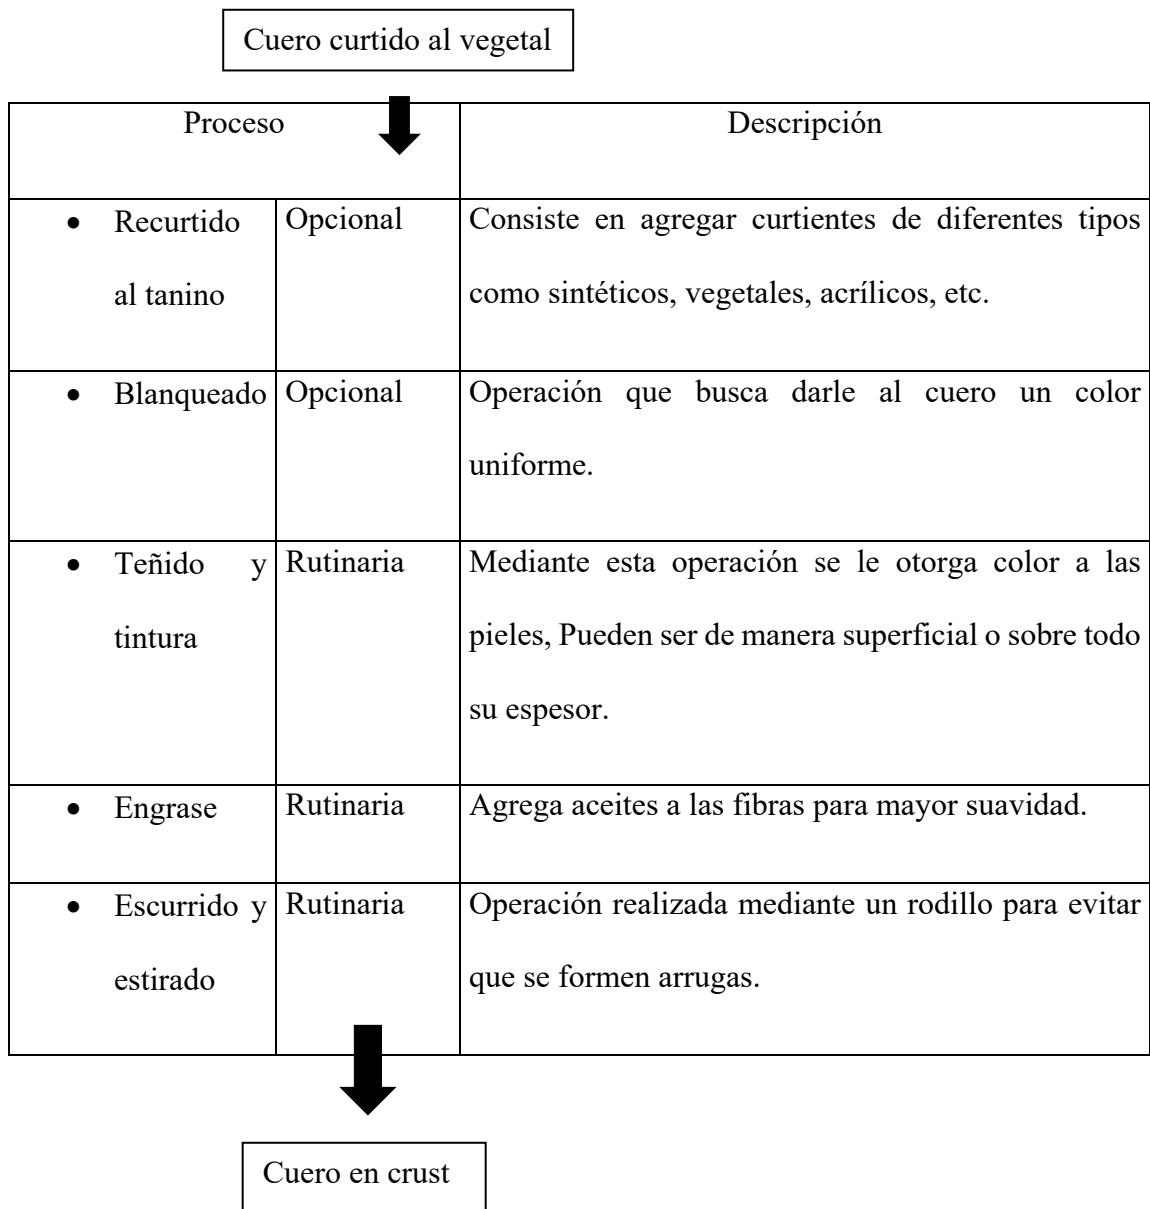 Cuero curtido al vegetal
Proceso
Descripción
• Recurtido
al tanino
Opcional
Consiste en agregar curtientes de diferentes tipos
como sintéticos, vegetales, acrílicos, etc.
• Blanqueado
Opcional
Operación que busca darle al cuero un color
uniforme.
• Teñido y
tintura
Rutinaria
Mediante esta operación se le otorga color a las
pieles, Pueden ser de manera superficial o sobre todo
su espesor.
• Engrase
Rutinaria
Agrega aceites a las fibras para mayor suavidad.
• Escurrido y
estirado
Rutinaria
Operación realizada mediante un rodillo para evitar
que se formen arrugas.
Cuero en crust